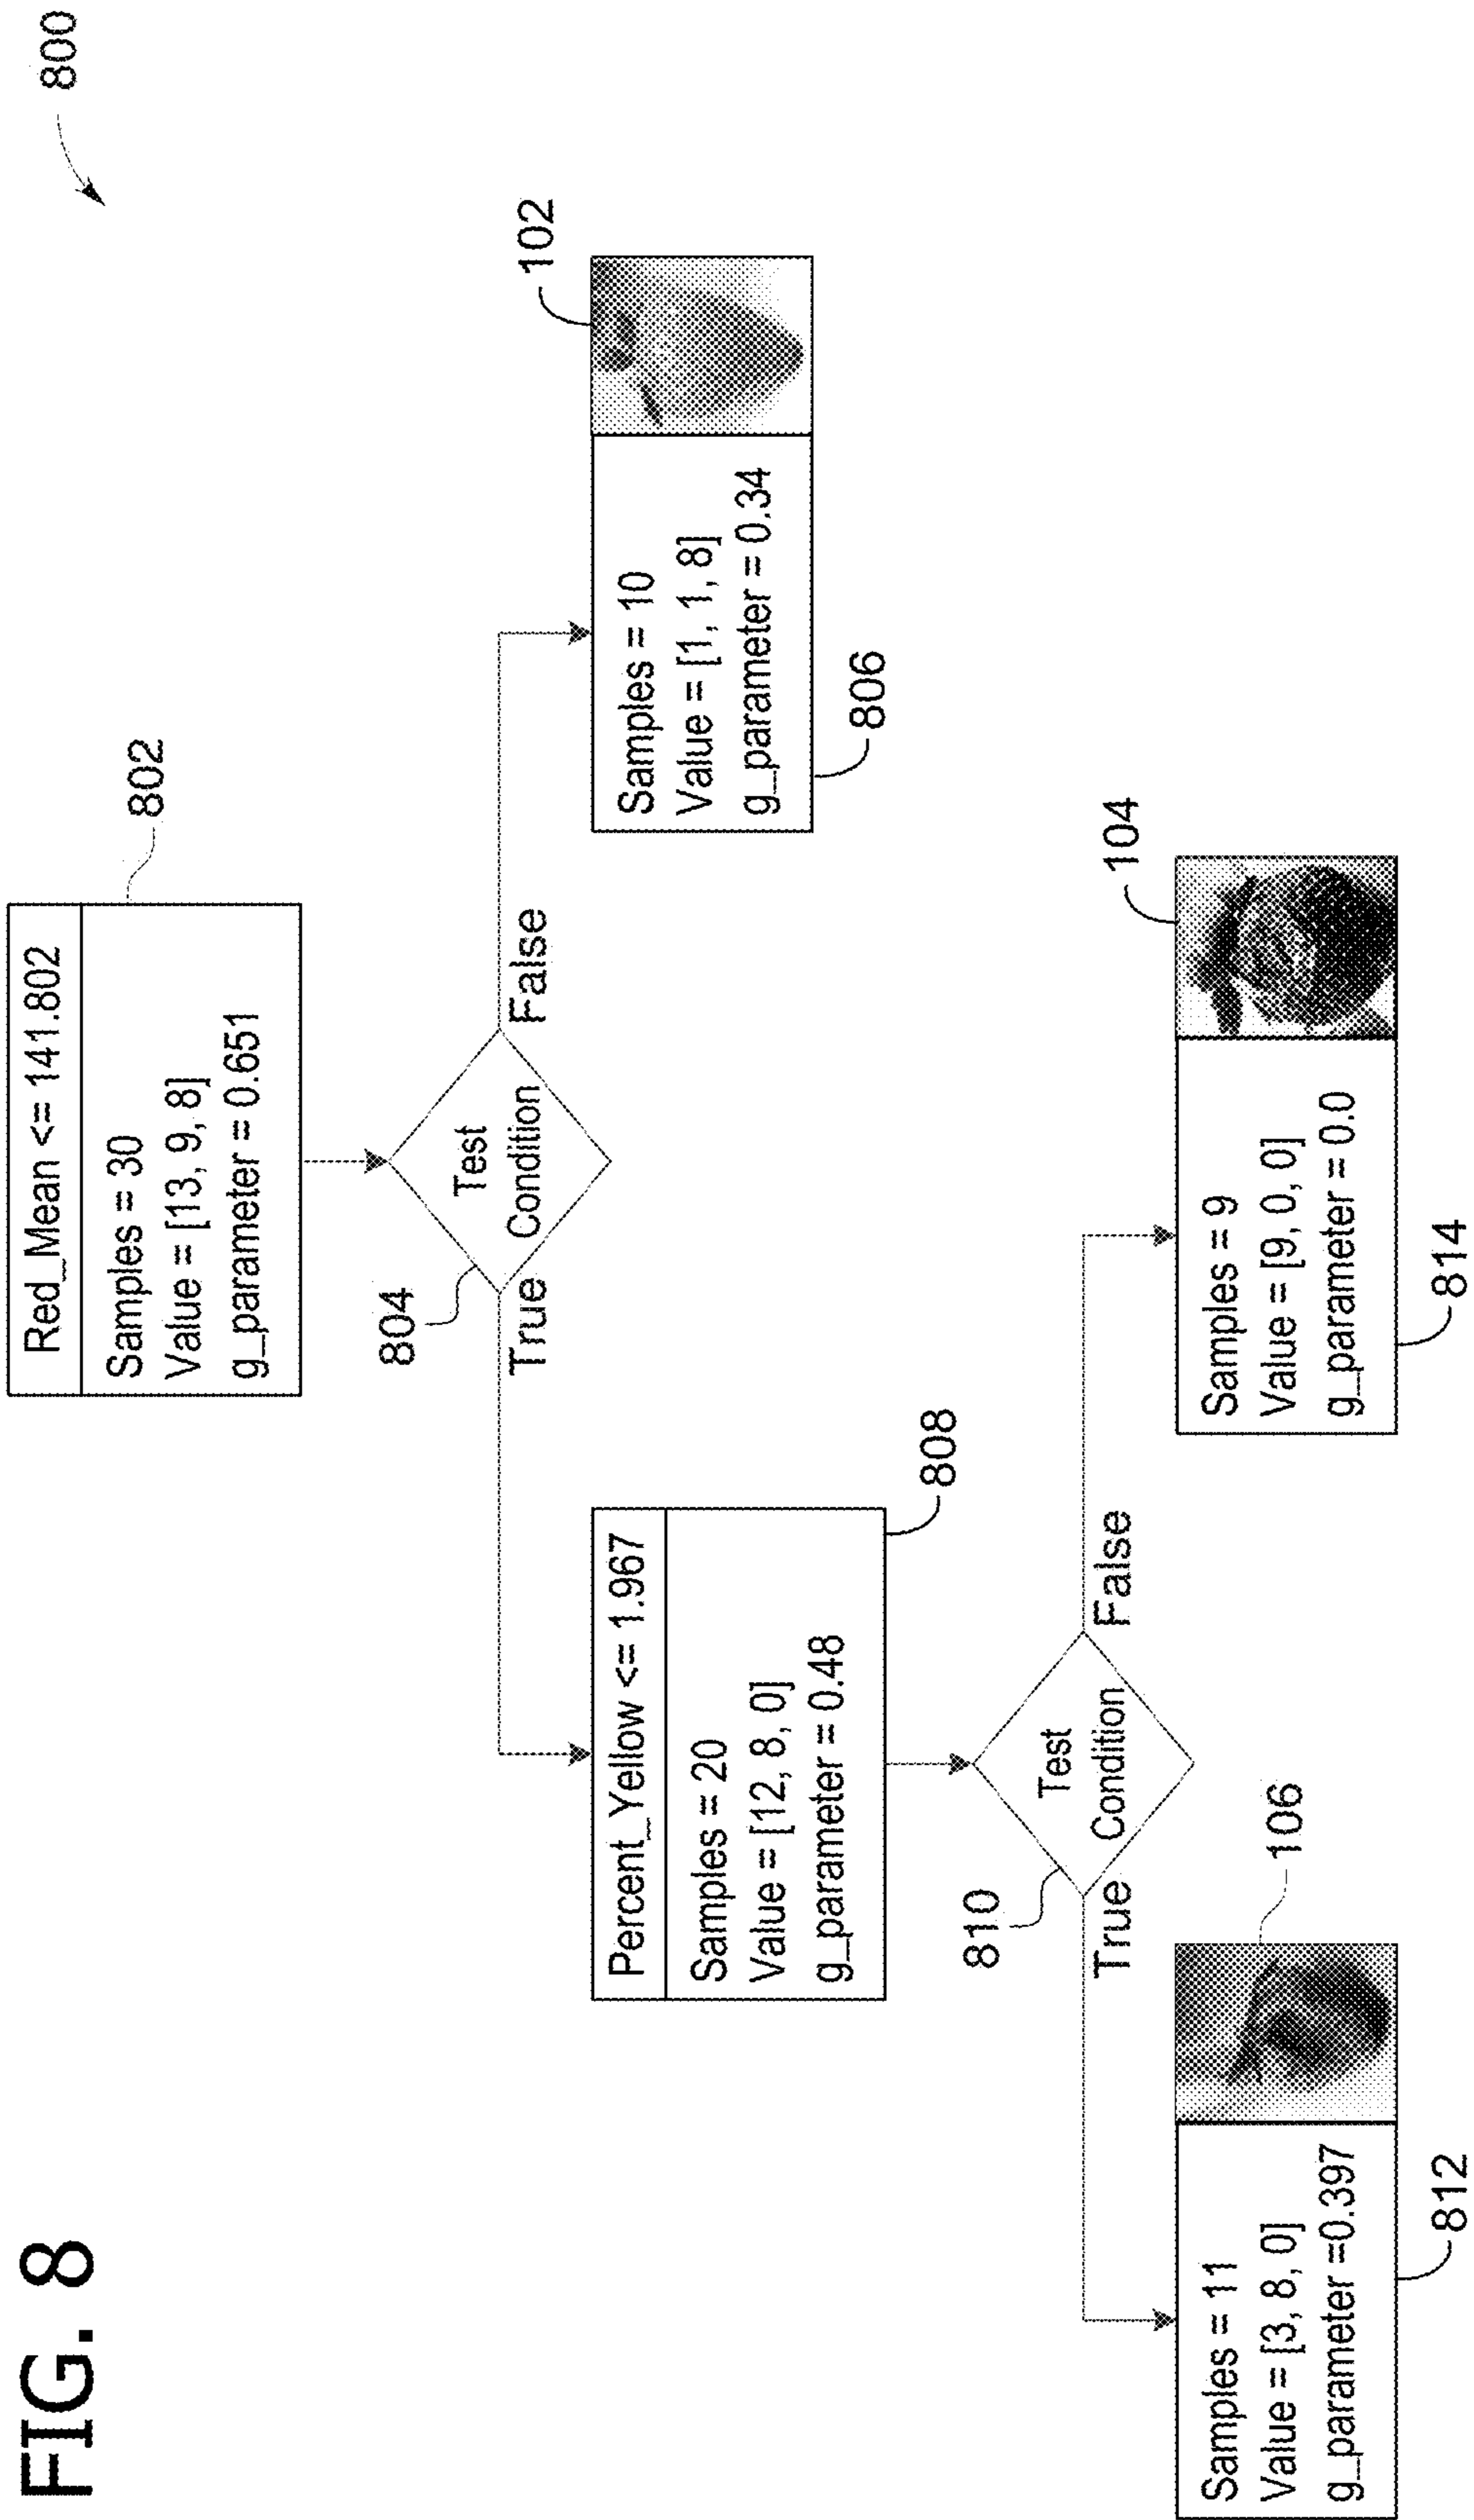 FIG. 8
800
Red_Mean <= 141.802
Samples = 30
Value = [13, 9, 8]
g_parameter = 0.651
802
804
Test
Condition
True
False
102
Samples = 10
Value = [1, 1, 8]
g_parameter = 0.34
806
Percent_Yellow <= 1.967
Samples = 20
Value = [12, 8, 0]
g_parameter = 0.48
808
810
Test
Condition
True
False
106
Samples = 11
Value = [3, 8, 0]
g_parameter =0.397
812
104
Samples = 9
Value = [9, 0, 0]
g_parameter = 0.0
814